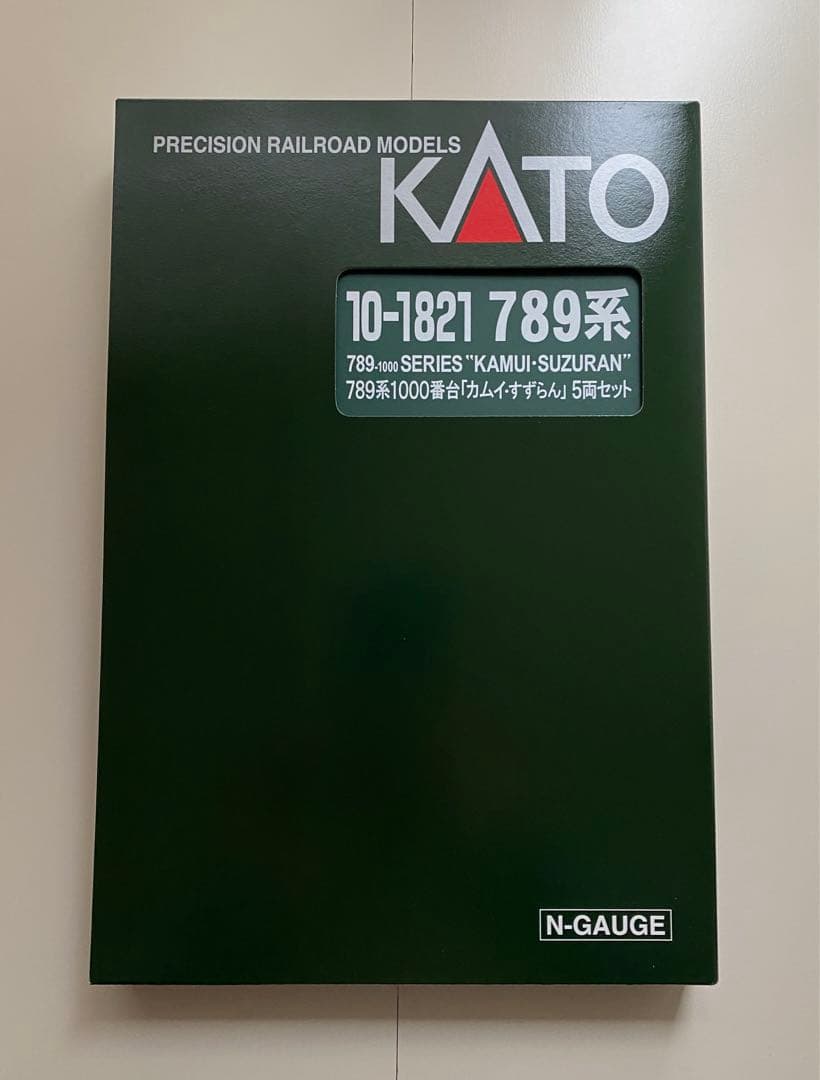 PRECISION RAILROAD MODELS
KATO
10-1821 789系
789-1000 SERIES "KAMUI・SUZURAN"
789系1000番台「カムイ・すずらん」 5両セット
N-GAUGE